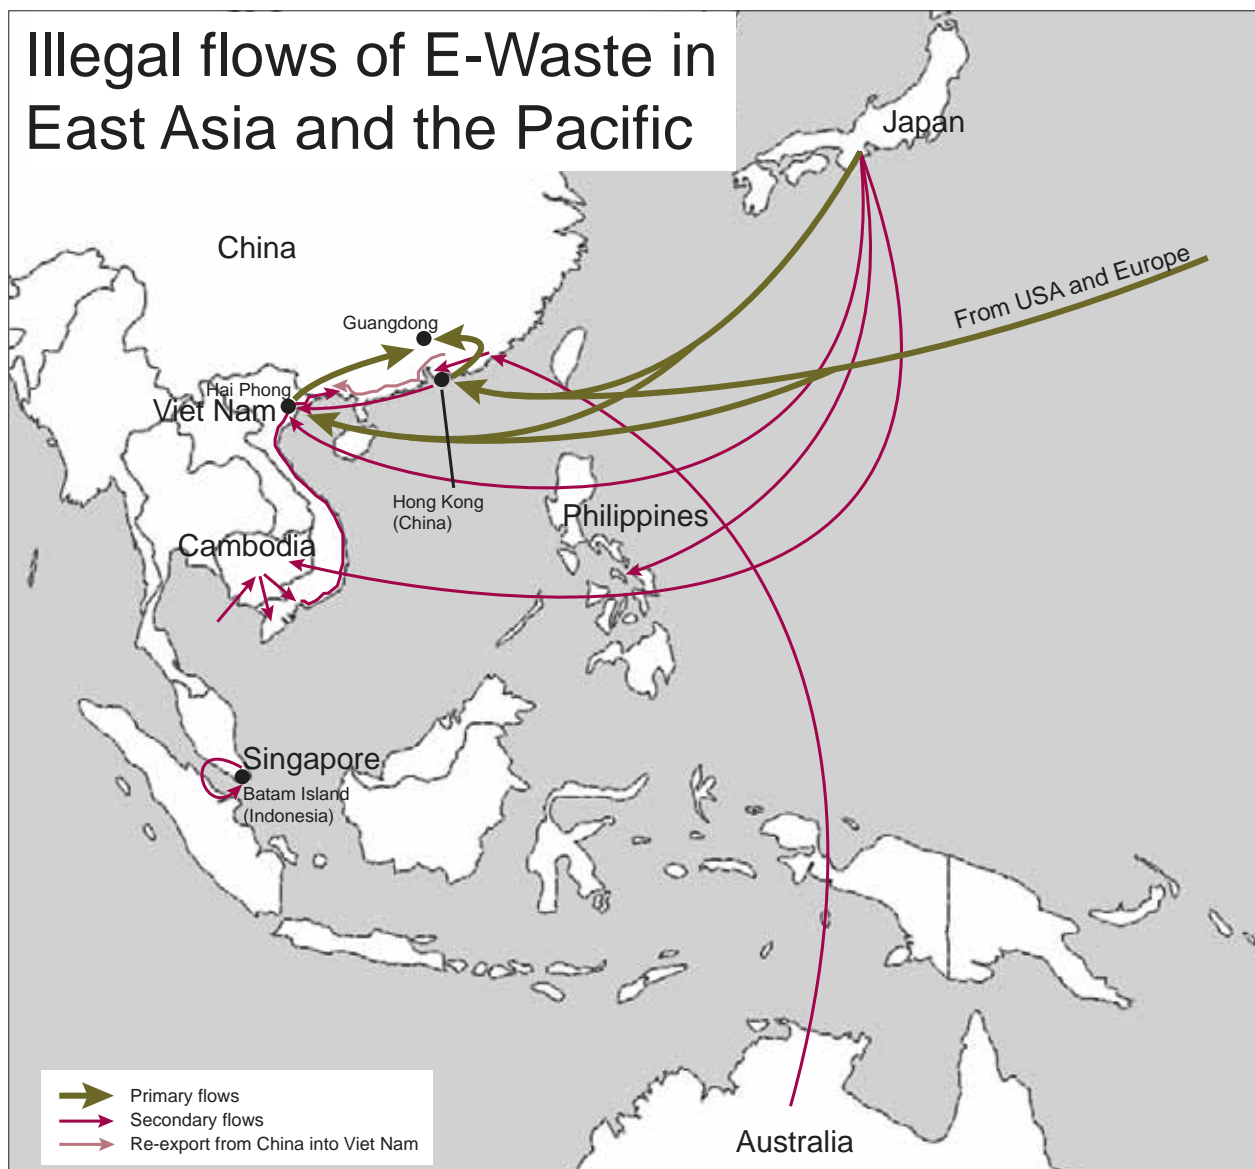 Illegal flows of E-Waste in
East Asia and the Pacific
Japan
China
From USA and Europe
Guangdong
Hai Phong
Viet Nam
Hong Kong
(China)
Philippines
Cambodia
Singapore
Batam Island
(Indonesia)
Primary flows
Secondary flows
Re-export from China into Viet Nam
Australia